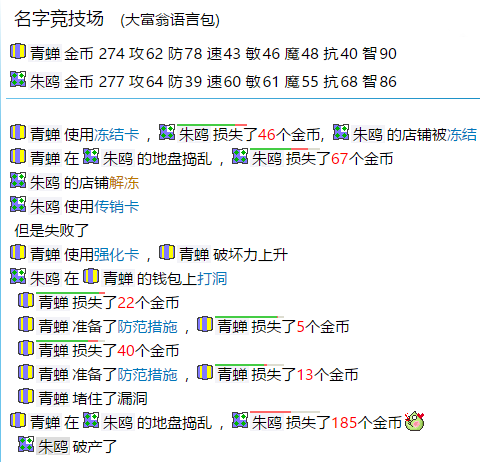 名字竞技场 (大富翁语言包)
青蝉 金币 274 攻62 防78 速43 敏46 魔48 抗40 智90
朱鸥 金币 277 攻64 防39 速60 敏61 魔55 抗68 智86
青蝉 使用冻结卡 , 朱鸥 损失了46个金币, 朱鸥 的店铺被冻结
青蝉 在 朱鸥 的地盘捣乱 , 朱鸥 损失了67个金币
朱鸥 的店铺解冻
朱鸥 使用传销卡
但是失败了
青蝉 使用强化卡 , 青蝉 破坏力上升
朱鸥 在 青蝉 的钱包上打洞
青蝉 损失了22个金币
青蝉 准备了防范措施 , 青蝉 损失了5个金币
青蝉 损失了40个金币
青蝉 准备了防范措施 , 青蝉 损失了13个金币
青蝉 堵住了漏洞
青蝉 在 朱鸥 的地盘捣乱 , 朱鸥 损失了185个金币
朱鸥 破产了